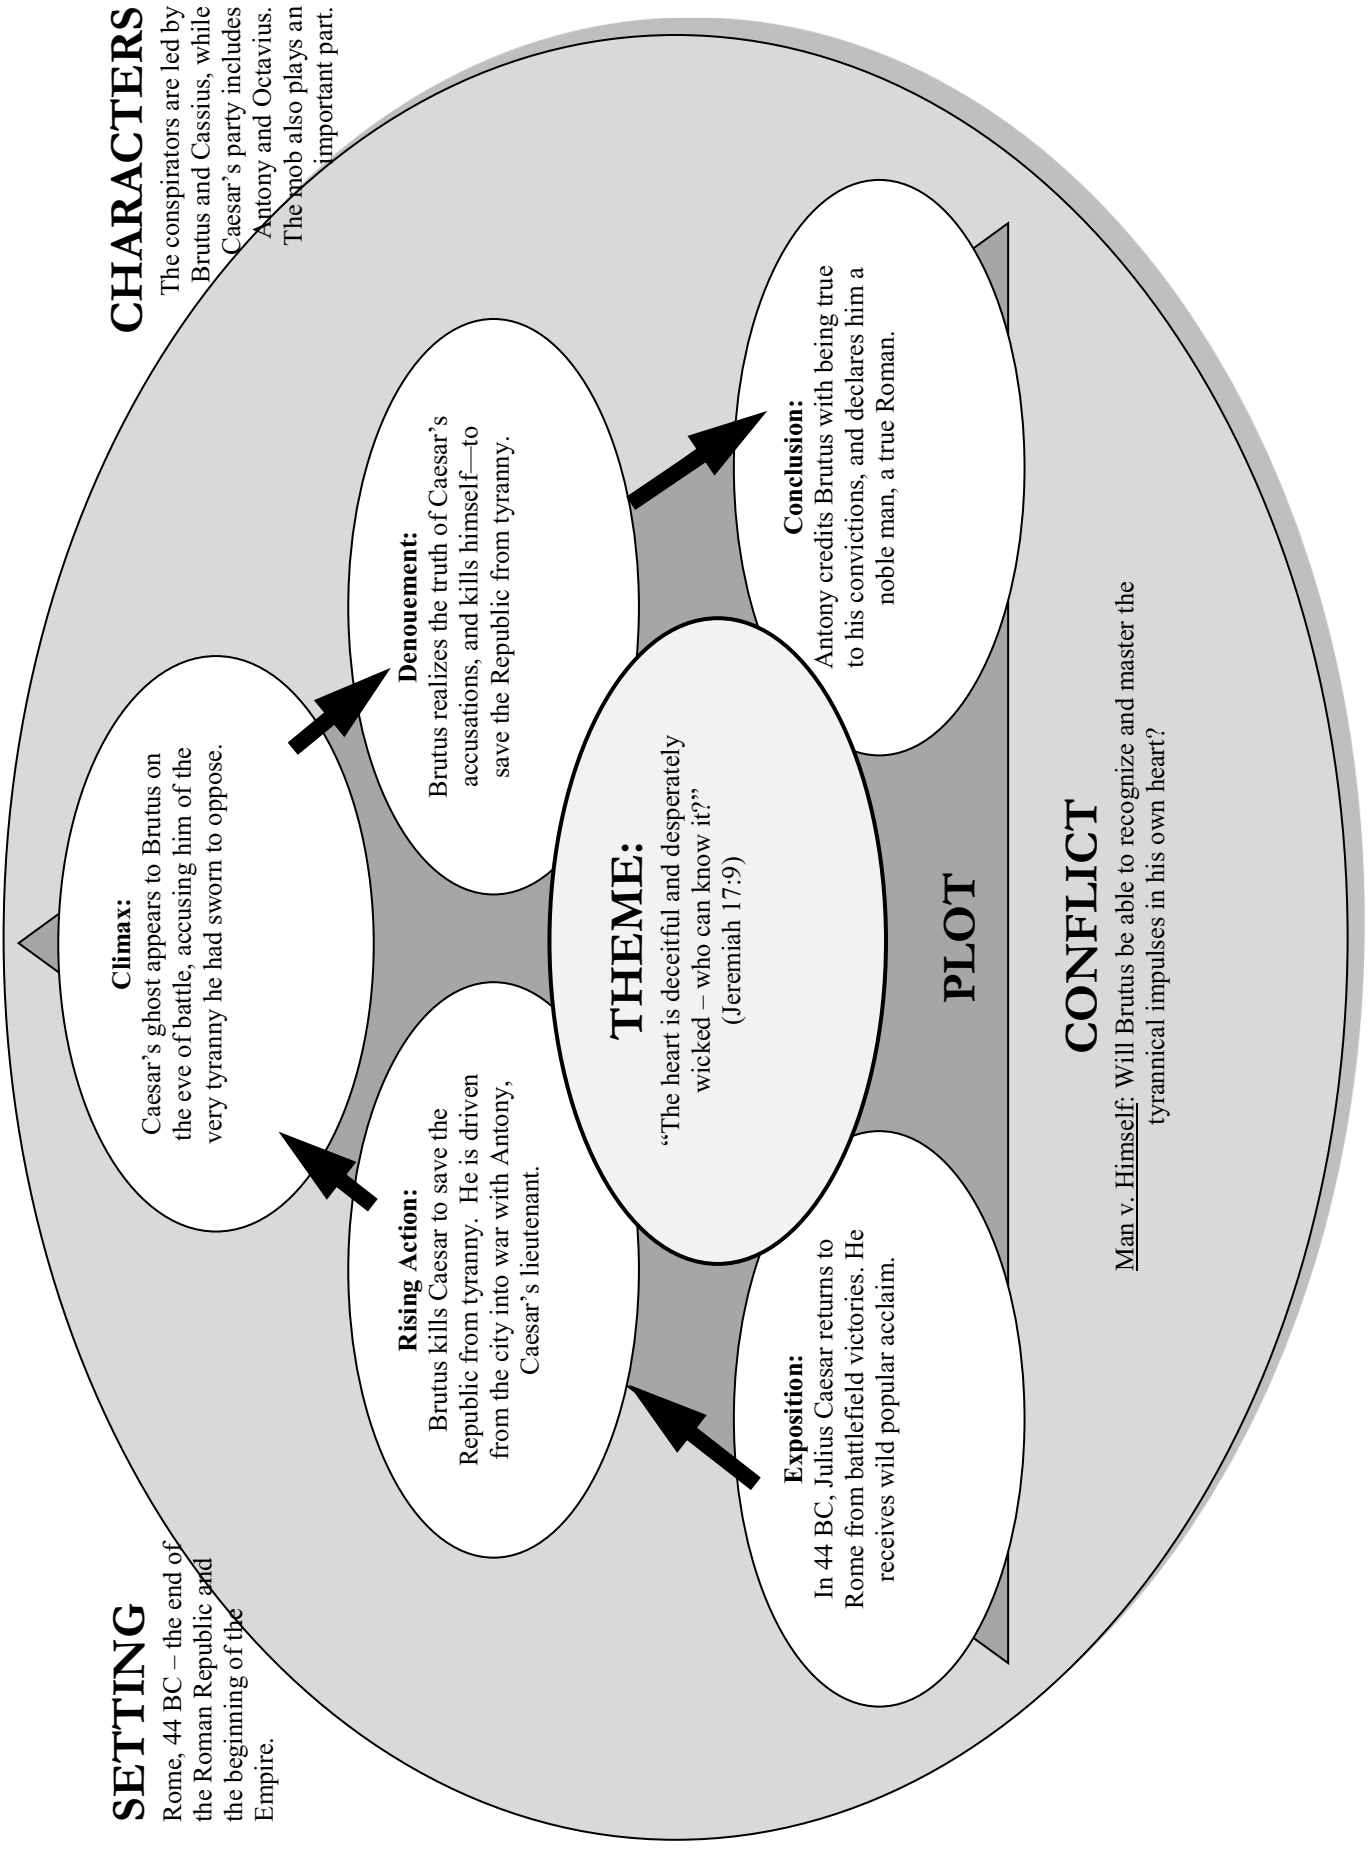 SETTING
Rome, 44 BC – the end of
the Roman Republic and
the beginning of the
Empire.
CHARACTERS
The conspirators are led by
Brutus and Cassius, while
Caesar’s party includes
Antony and Octavius.
The mob also plays an
important part.
Climax:
Caesar’s ghost appears to Brutus on
the eve of battle, accusing him of the
very tyranny he had sworn to oppose.
Rising Action:
Brutus kills Caesar to save the
Republic from tyranny. He is driven
from the city into war with Antony,
Caesar’s lieutenant.
Denouement:
Brutus realizes the truth of Caesar’s
accusations, and kills himself—to
save the Republic from tyranny.
THEME:
“The heart is deceitful and desperately
wicked – who can know it?”
(Jeremiah 17:9)
Exposition:
In 44 BC, Julius Caesar returns to
Rome from battlefield victories. He
receives wild popular acclaim.
Conclusion:
Antony credits Brutus with being true
to his convictions, and declares him a
noble man, a true Roman.
PLOT
CONFLICT
Man v. Himself: Will Brutus be able to recognize and master the
tyrannical impulses in his own heart?